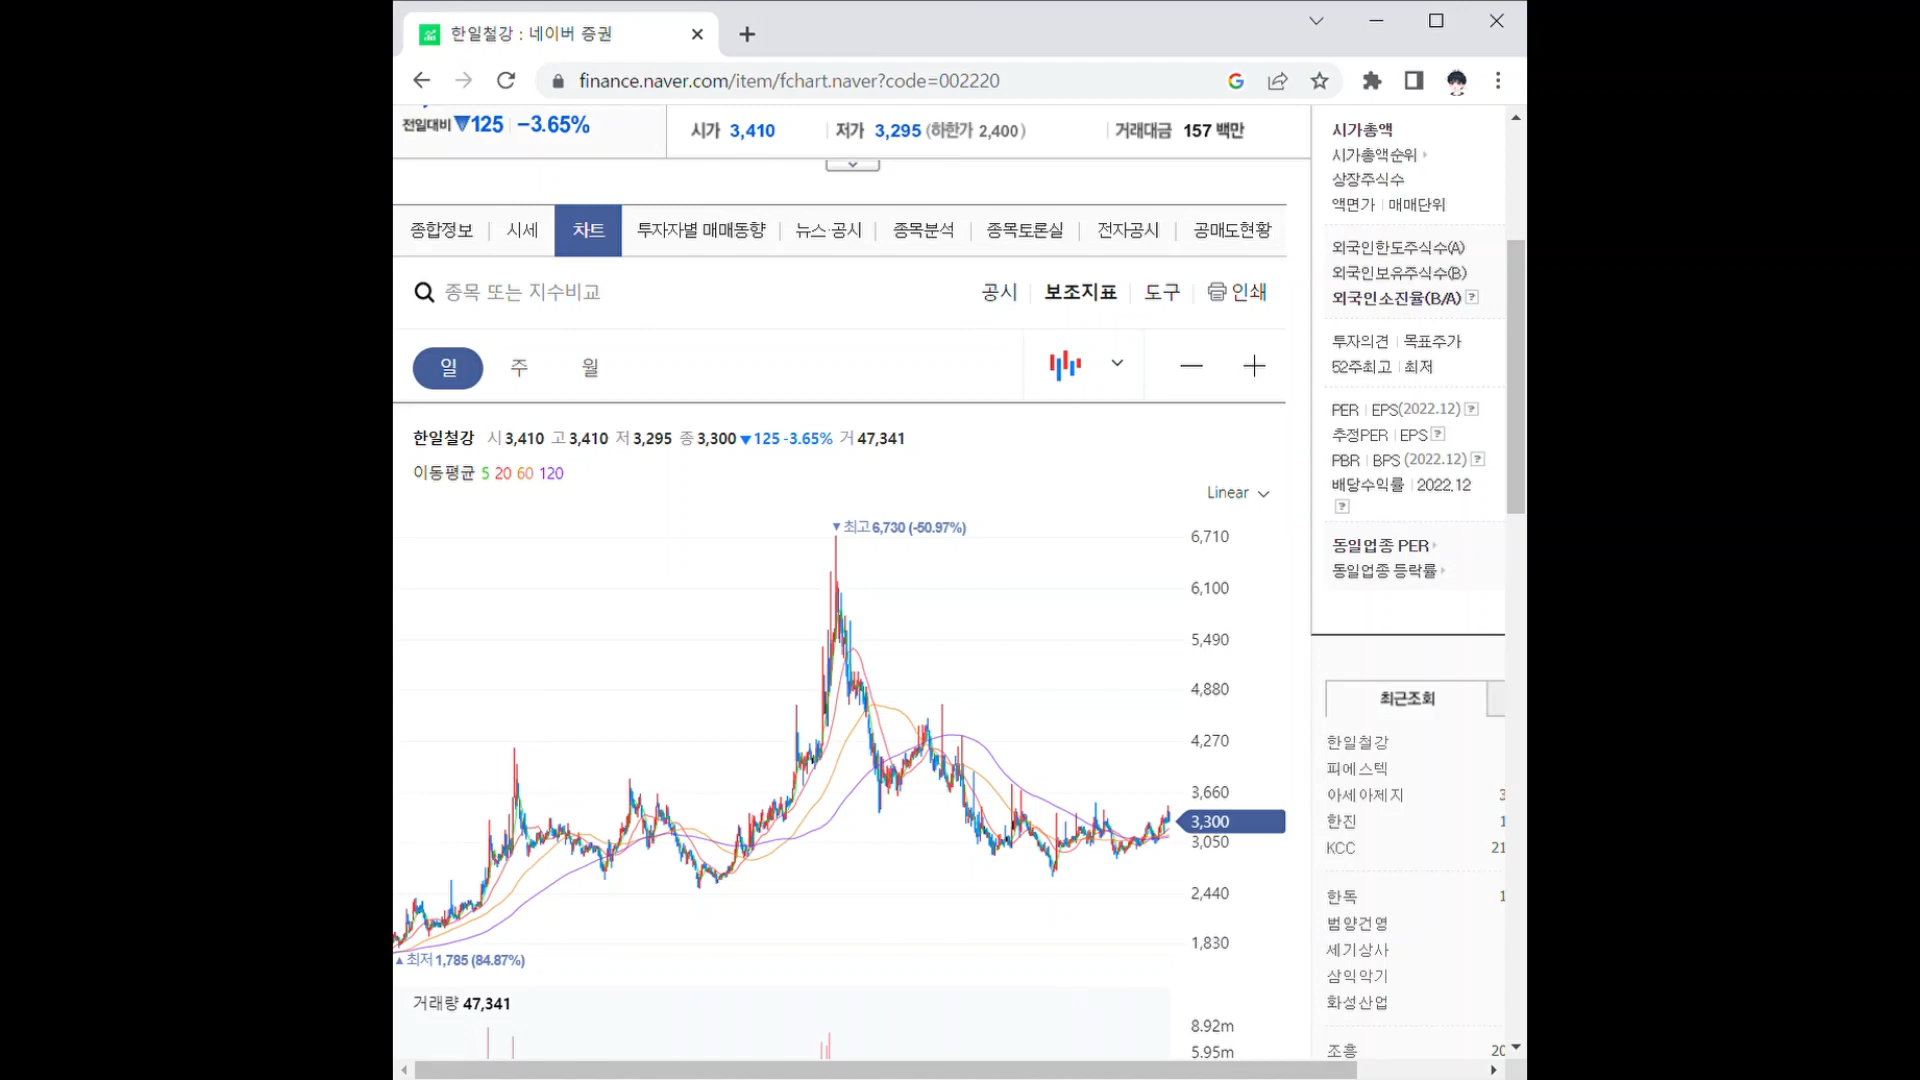 한일철강 : 네이버 증권
finance.naver.com/item/fchart.naver?code=002220
전일대비 ▼125 −3.65%
시가 3,410 저가 3,295 (하한가 2,400) 거래대금 157 백만
종합정보 시세 차트 투자자별 매매동향 뉴스·공시 종목분석 종목토론실 전자공시 공매도현황
종목 또는 지수비교
공시 보조지표 도구 인쇄
일 주 월
한일철강 시 3,410 고 3,410 저 3,295 종 3,300 ▼125 -3.65% 거 47,341
이동평균 5 20 60 120
Linear
▼최고 6,730 (-50.97%)
6,710
6,100
5,490
4,880
4,270
3,660
3,300
3,050
2,440
1,830
▲최저 1,785 (84.87%)
거래량 47,341
8.92m
5.95m
시가총액
시가총액순위
상장주식수
액면가 매매단위
외국인한도주식수(A)
외국인보유주식수(B)
외국인소진율(B/A) ?
투자의견 목표주가
52주최고 최저
PER EPS(2022.12) ?
추정PER EPS ?
PBR BPS (2022.12) ?
배당수익률 2022.12
?
동일업종 PER
동일업종 등락률
최근조회
한일철강
피에스텍
아세아제지 3
한진 1
KCC 21
한독 1
범양건영
세기상사
삼익악기
화성산업
조흥 20